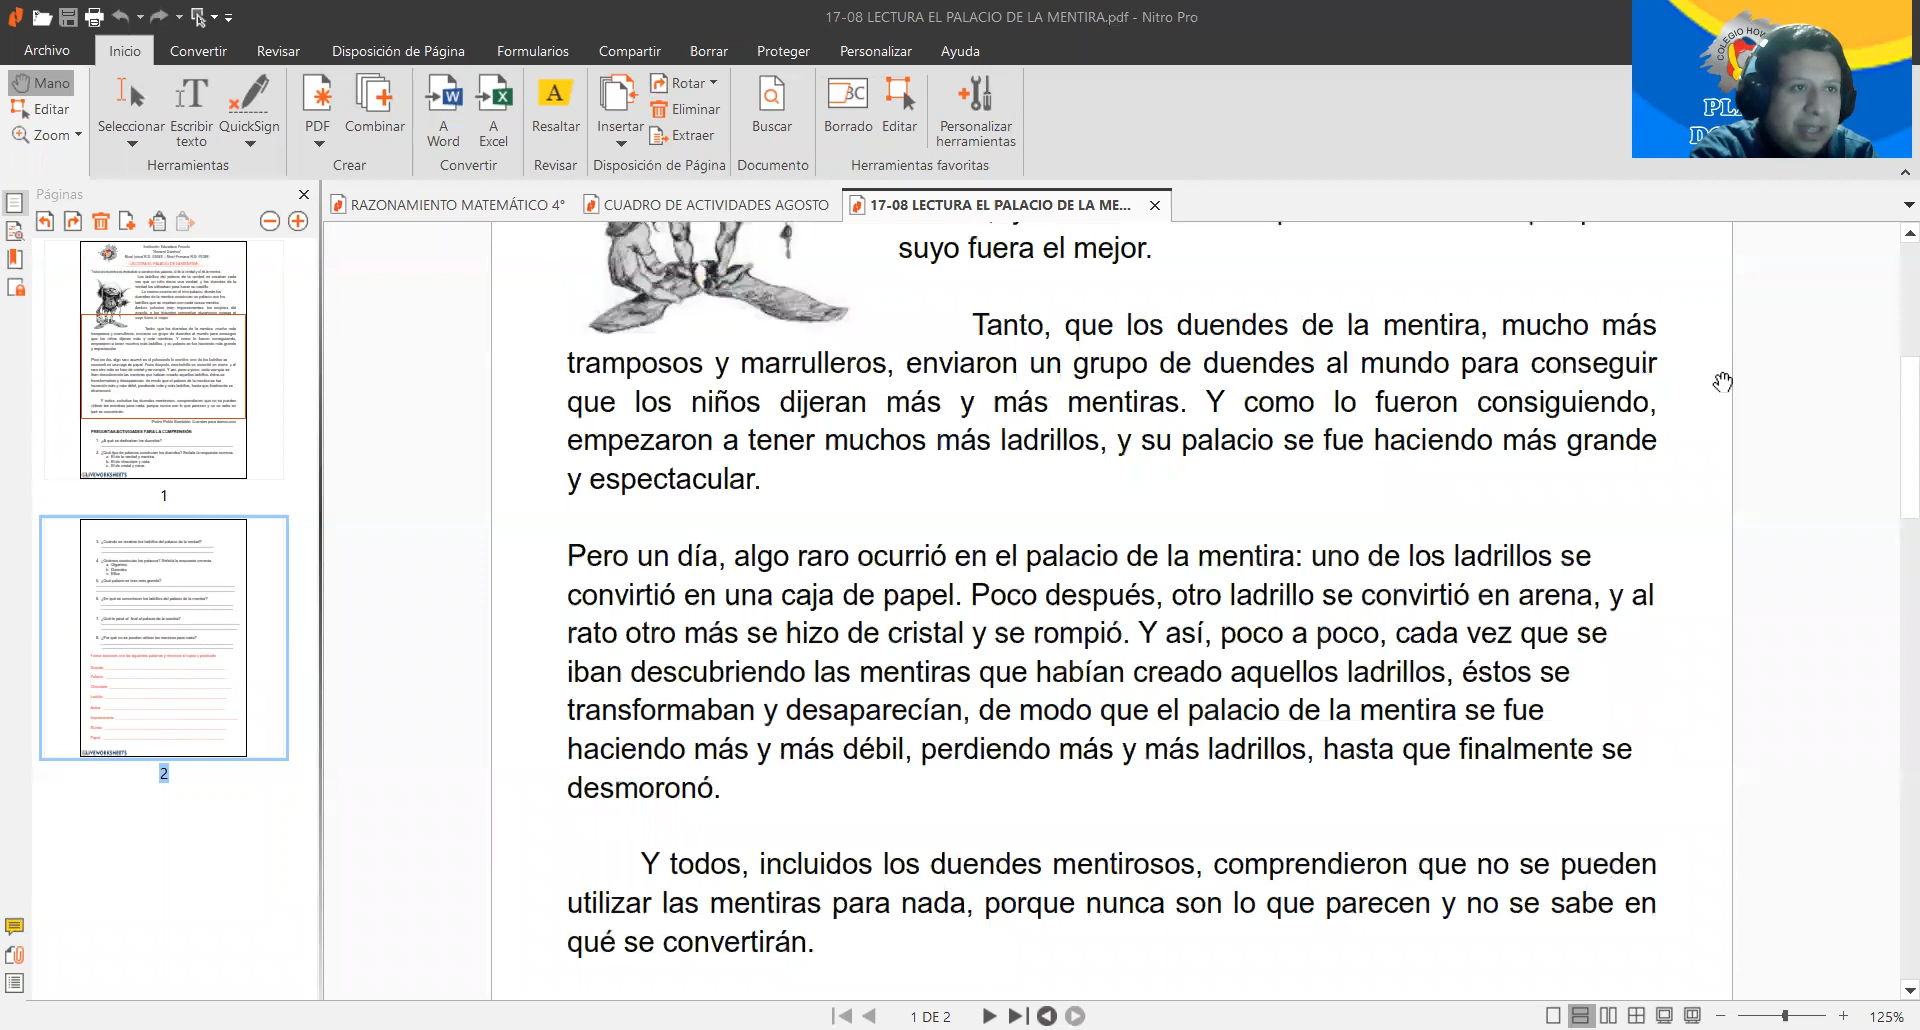 17-08 LECTURA EL PALACIO DE LA MENTIRA.pdf - Nitro Pro
Archivo Inicio Convertir Revisar Disposición de Página Formularios Compartir Borrar Proteger Personalizar Ayuda
Mano
Editar
Zoom
Seleccionar Escribir texto QuickSign
Herramientas
PDF Combinar
Crear
A Word A Excel
Convertir
Resaltar
Revisar
Insertar Rotar Eliminar Extraer
Disposición de Página
Buscar
Documento
Borrado Editar Personalizar herramientas
Herramientas favoritas
COLEGIO
Páginas
RAZONAMIENTO MATEMÁTICO 4° CUADRO DE ACTIVIDADES AGOSTO 17-08 LECTURA EL PALACIO DE LA ME...
1
2
LIVEWORKSHEETS
LIVEWORKSHEETS
suyo fuera el mejor.
Tanto, que los duendes de la mentira, mucho más
tramposos y marrulleros, enviaron un grupo de duendes al mundo para conseguir
que los niños dijeran más y más mentiras. Y como lo fueron consiguiendo,
empezaron a tener muchos más ladrillos, y su palacio se fue haciendo más grande
y espectacular.
Pero un día, algo raro ocurrió en el palacio de la mentira: uno de los ladrillos se
convirtió en una caja de papel. Poco después, otro ladrillo se convirtió en arena, y al
rato otro más se hizo de cristal y se rompió. Y así, poco a poco, cada vez que se
iban descubriendo las mentiras que habían creado aquellos ladrillos, éstos se
transformaban y desaparecían, de modo que el palacio de la mentira se fue
haciendo más y más débil, perdiendo más y más ladrillos, hasta que finalmente se
desmoronó.
Y todos, incluidos los duendes mentirosos, comprendieron que no se pueden
utilizar las mentiras para nada, porque nunca son lo que parecen y no se sabe en
qué se convertirán.
1 DE 2
125%